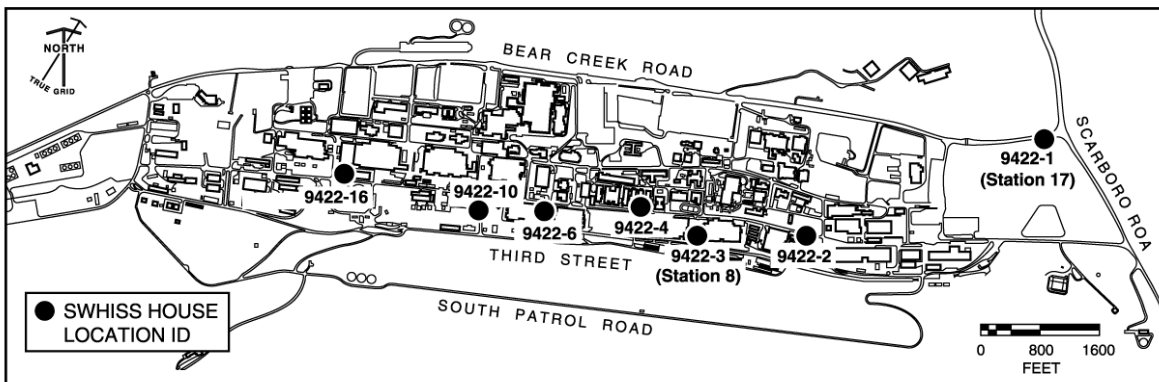 NORTH
TRUE GRID
BEAR CREEK ROAD
SCARBORO ROA
9422-1
(Station 17)
9422-16
9422-10
9422-6
9422-4
9422-3
(Station 8)
9422-2
THIRD STREET
SOUTH PATROL ROAD
SWHISS HOUSE
LOCATION ID
0 800 1600
FEET